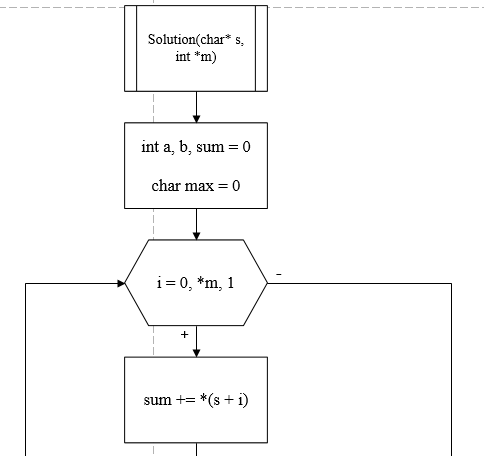 Solution(char* s,
int *m)
int a, b, sum = 0
char max = 0
i = 0, *m, 1
-
+
sum += *(s + i)